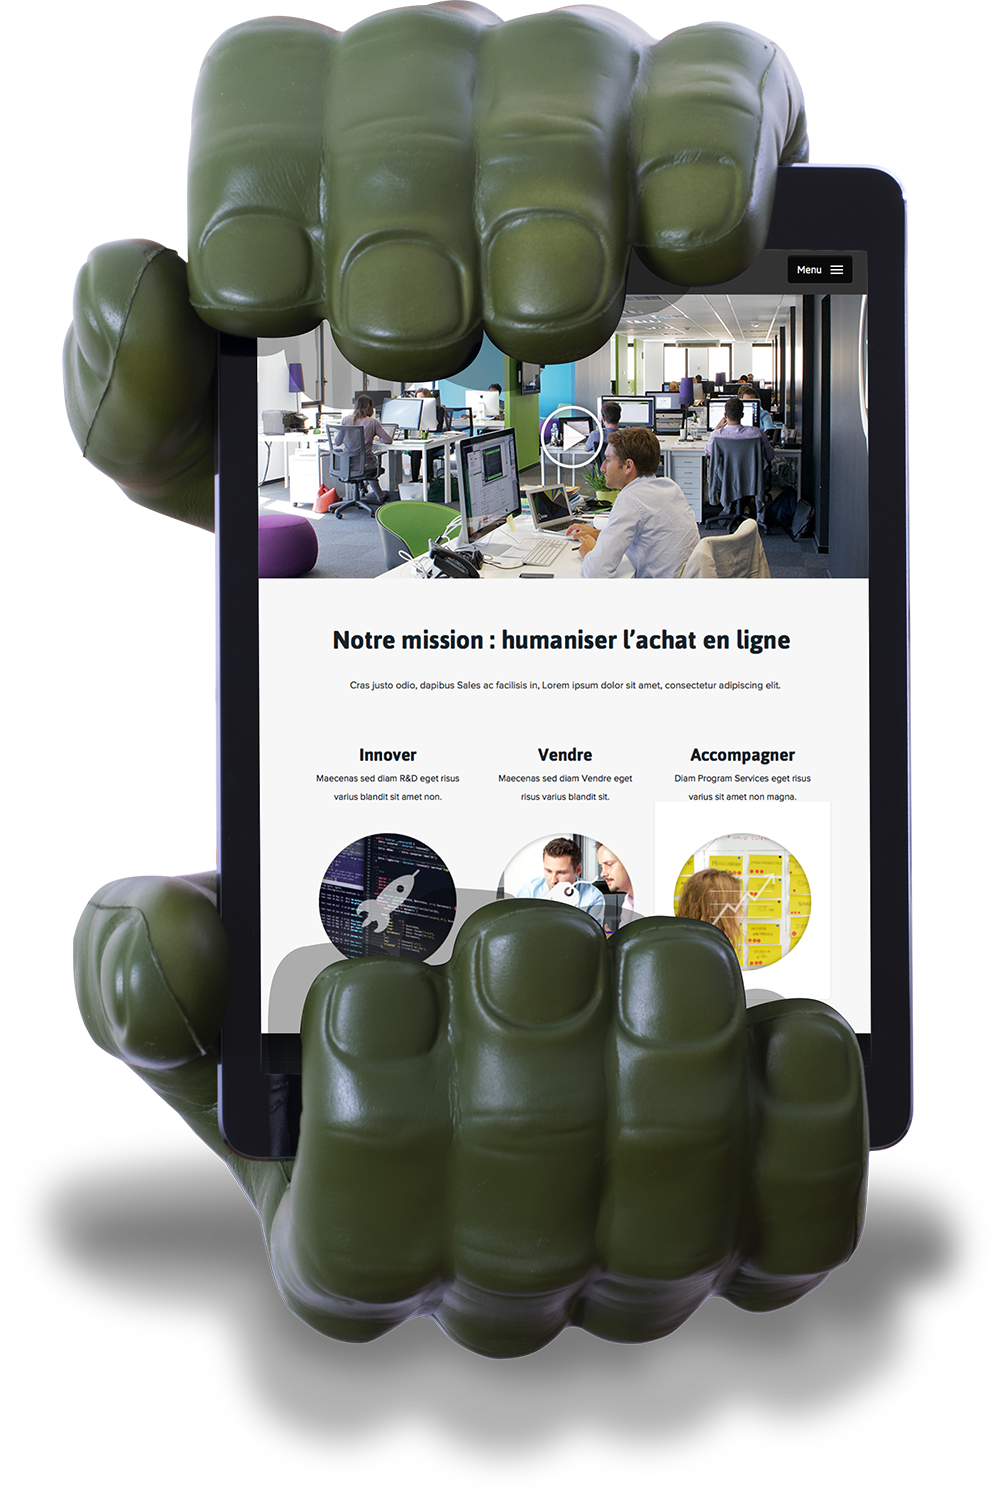 Menu
Notre mission : humaniser l'achat en ligne
Cras justo odio, dapibus Sales ac facilisis in, Lorem ipsum dolor sit amet, consectetur adipiscing elit.
Innover
Maecenas sed diam R&D eget risus
varius blandit sit amet non.
Vendre
Maecenas sed diam Vendre eget
risus varius blandit sit.
Accompagner
Diam Program Services eget risus
varius sit amet non magna.